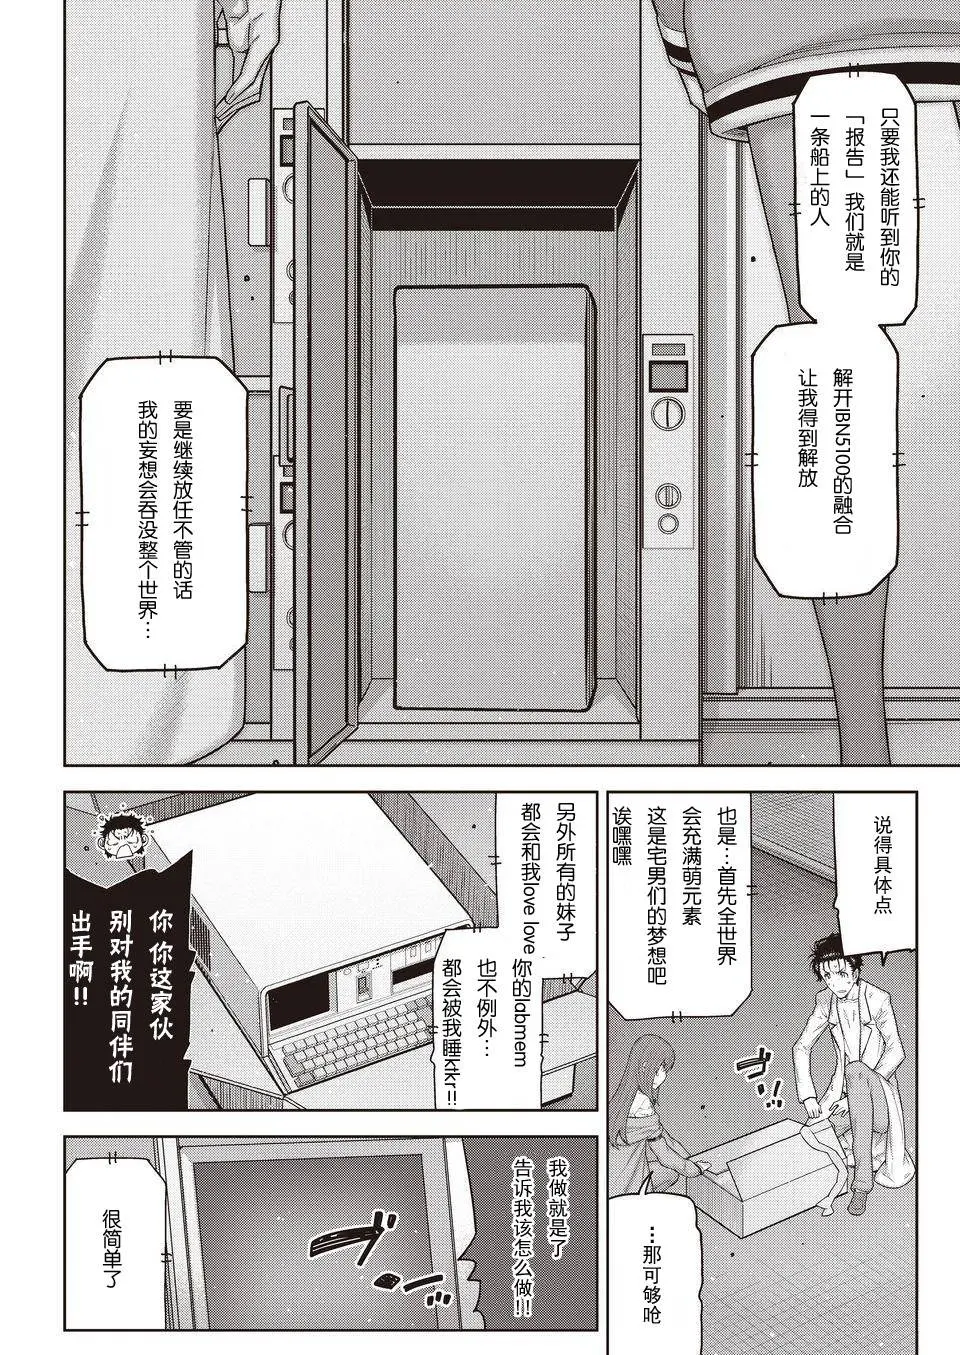 只要我还能听到你的
「报告」我们就是
一条船上的人
解开IBN5100的融合
让我得到解放
要是继续放任不管的话
我的妄想会吞没整个世界…
说得具体点
也是…首先全世界
会充满萌元素
这是宅男们的梦想吧
诶嘿嘿
…那可够呛
另外所有的妹子
都会和我love love
你的ldbmem
也不例外…
都会被我睡ktkr!!
你 你这家伙
别对我的同伴们
出手啊!!
我做就是了
告诉我该怎么做!!
很简单了